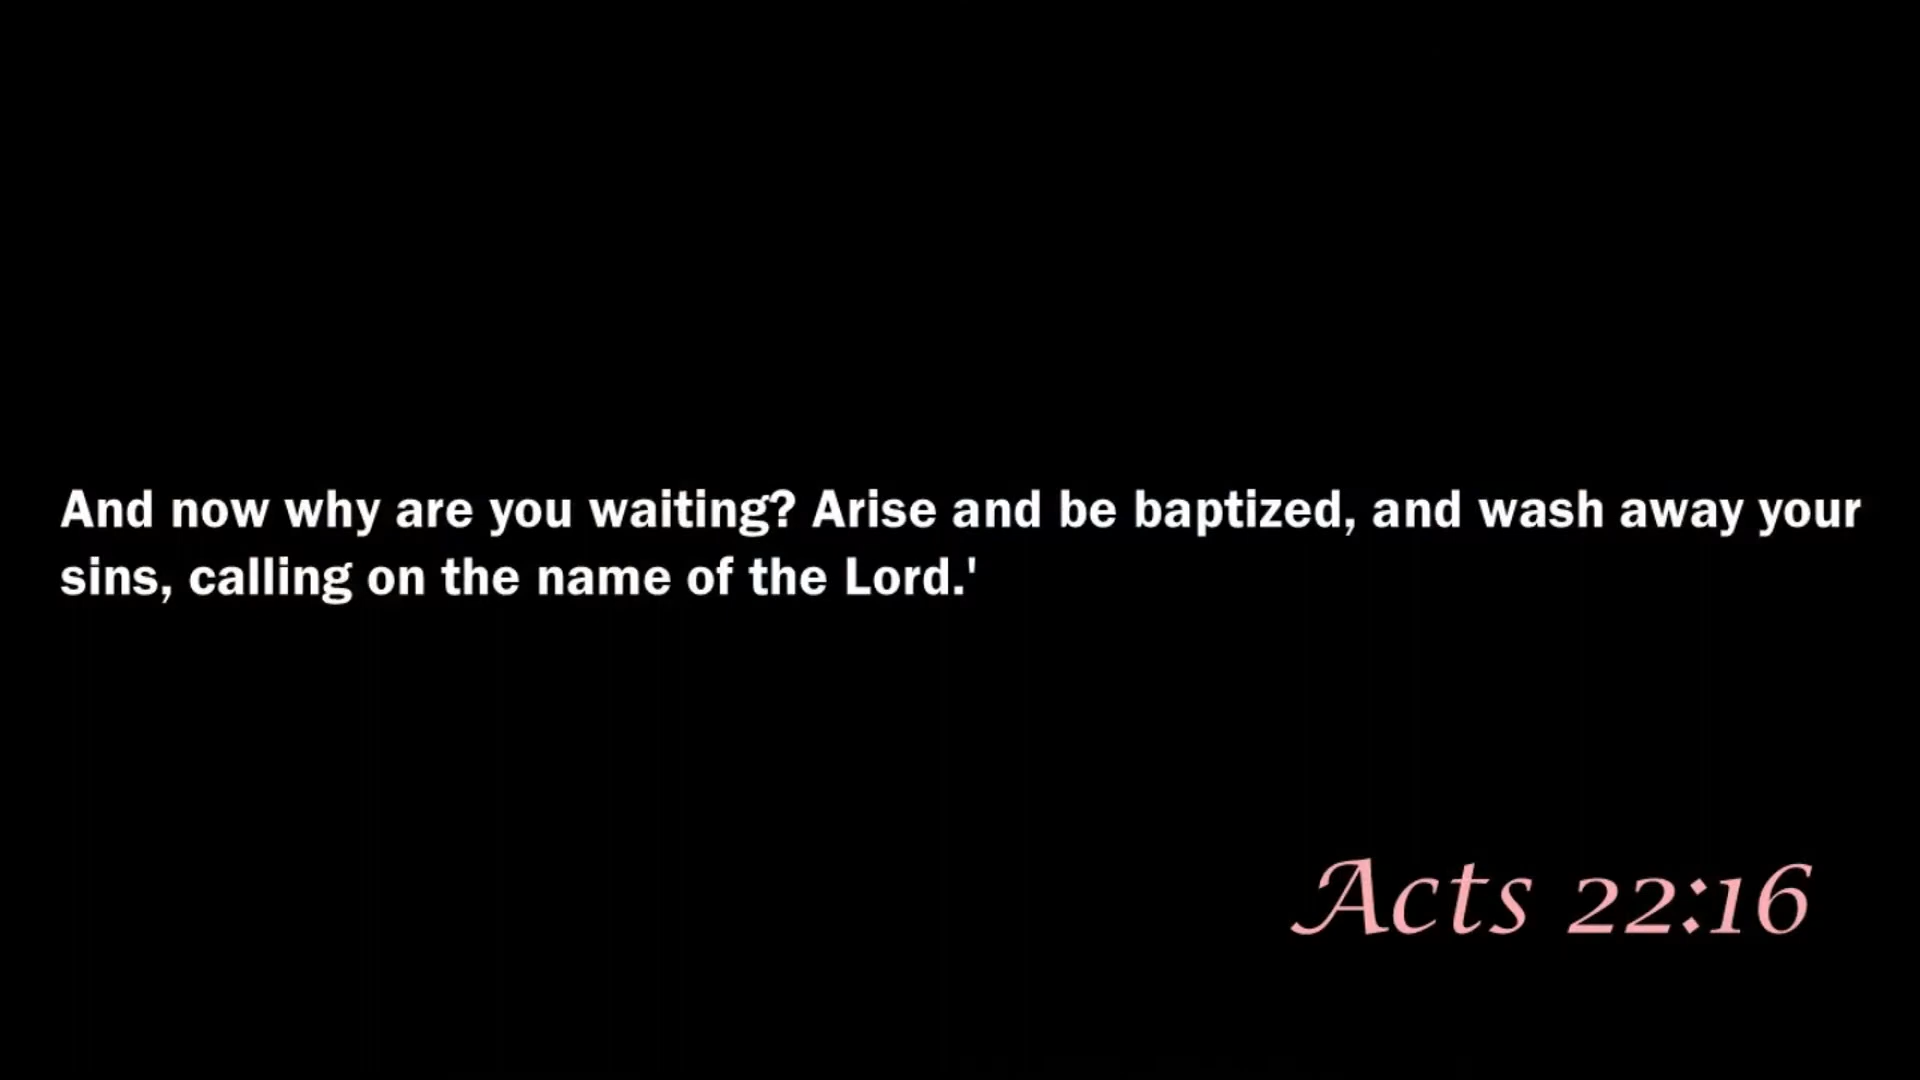 And now why are you waiting? Arise and be baptized, and wash away your
sins, calling on the name of the Lord.'
Acts 22:16